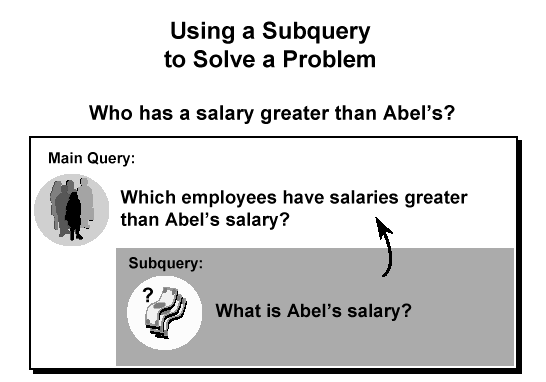 Using a Subquery
to Solve a Problem
Who has a salary greater than Abel's?
Main Query:
Which employees have salaries greater
than Abel's salary?
Subquery:
?
What is Abel's salary?